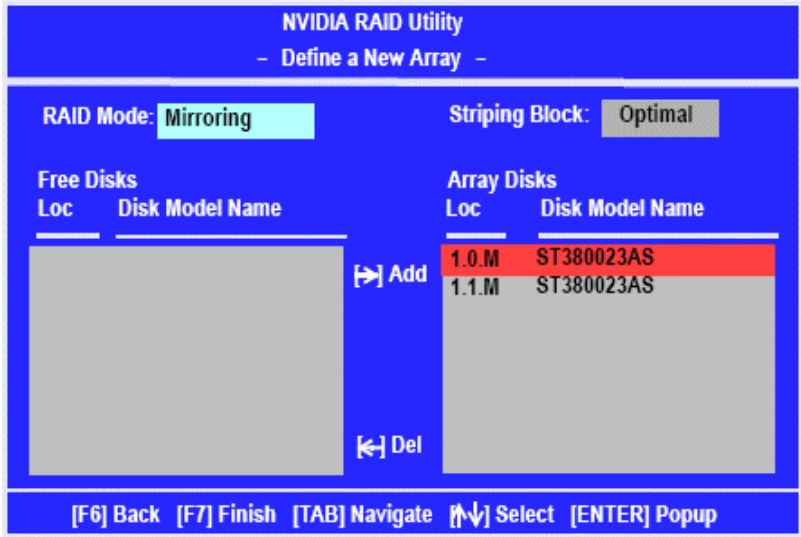 NVIDIA RAID Utility
– Define a New Array –
RAID Mode: Mirroring
Striping Block: Optimal
Free Disks
Loc Disk Model Name
Array Disks
Loc Disk Model Name
[→] Add
[←] Del
1.0.M ST380023AS
1.1.M ST380023AS
[F6] Back [F7] Finish [TAB] Navigate [↑↓] Select [ENTER] Popup